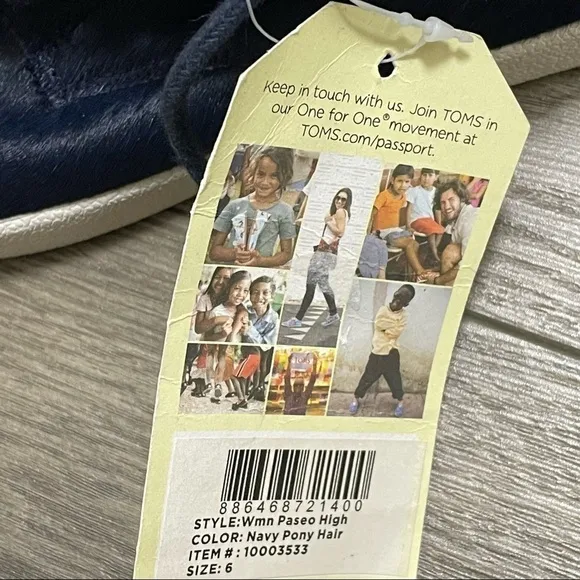 Keep in touch with us. Join TOMS in
our One for One® movement at
TOMS.com/passport.
886468721400
STYLE:Wmn Paseo High
COLOR: Navy Pony Hair
ITEM # : 10003533
SIZE: 6